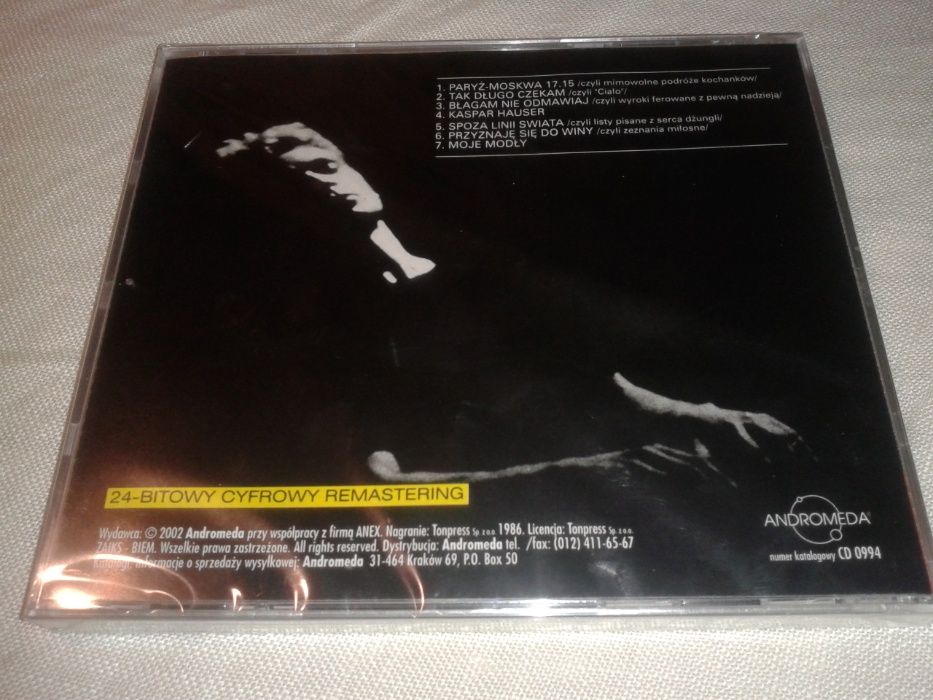 1. PARYŻ-MOSKWA 17.15 /czyli mimowolne podróże kochanków/
2. TAK DŁUGO CZEKAM /czyli "Ciało"/
3. BŁAGAM NIE ODMAWIAJ /czyli wyroki ferowane z pewną nadzieją/
4. KASPAR HAUSER
5. SPOZA LINII ŚWIATA /czyli listy pisane z serca dżungli/
6. PRZYZNAJĘ SIĘ DO WINY /czyli zeznania miłosne/
7. MOJE MODŁY
24-BITOWY CYFROWY REMASTERING
Wydawca: © 2002 Andromeda przy współpracy z firmą ANEX. Nagranie: Tonpress Sp. z o.o 1986. Licencja: Tonpress Sp. z o.o.
ZAIKS - BIEM. Wszelkie prawa zastrzeżone. All rights reserved. Dystrybucja: Andromeda tel. /fax: (012) 411-65-67
Katalogi: Informacje o sprzedaży wysyłkowej: Andromeda 31-464 Kraków 69, P.O. Box 50
ANDROMEDA®
numer katalogowy CD 0994